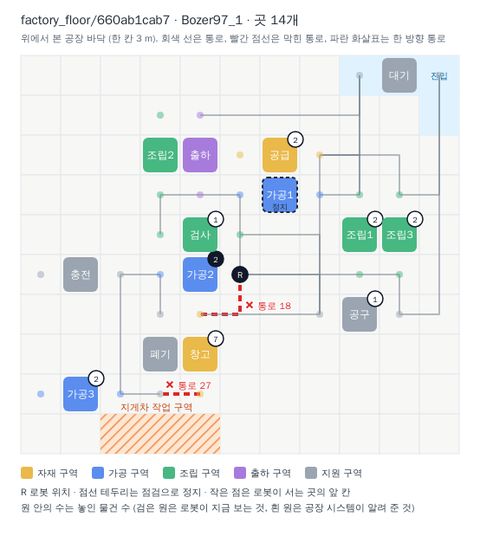 factory_floor/660ab1cab7 · Bozer97_1 · 곳 14개
위에서 본 공장 바닥 (한 칸 3 m). 회색 선은 통로, 빨간 점선은 막힌 통로, 파란 화살표는 한 방향 통로
대기
전립
2
조립2 출하 공급
가공1
정지
1 2 2
검사 조립1 조립3
2
충전 가공2 R
1
✕ 통로 18 공구
7
폐기 창고
2
가공3 ✕ 통로 27
지게차 작업 구역
자재 구역 가공 구역 조립 구역 출하 구역 지원 구역
R 로봇 위치 · 점선 테두리는 점검으로 정지 · 작은 점은 로봇이 서는 곳의 앞 칸
원 안의 수는 놓인 물건 수 (검은 원은 로봇이 지금 보는 것, 흰 원은 공장 시스템이 알려 준 것)